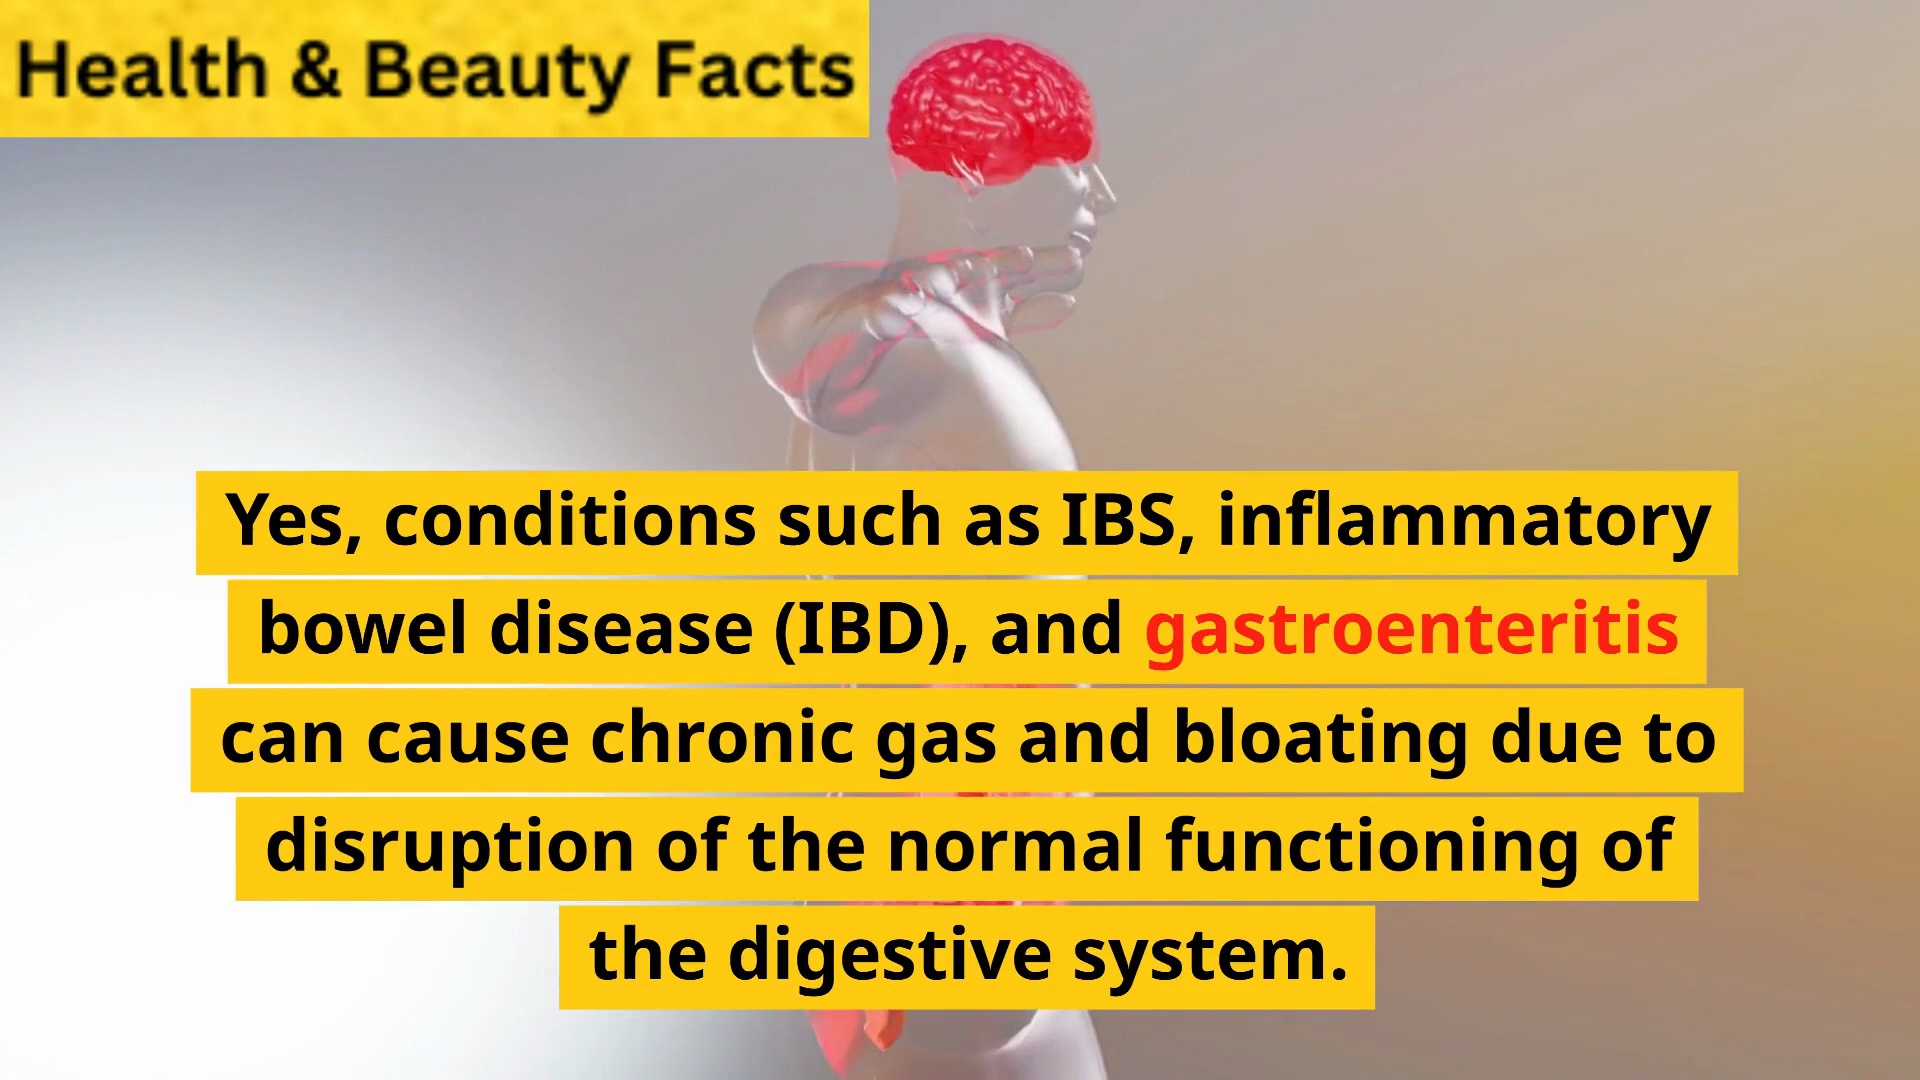 Health & Beauty Facts
Yes, conditions such as IBS, inflammatory
bowel disease (IBD), and gastroenteritis
can cause chronic gas and bloating due to
disruption of the normal functioning of
the digestive system.